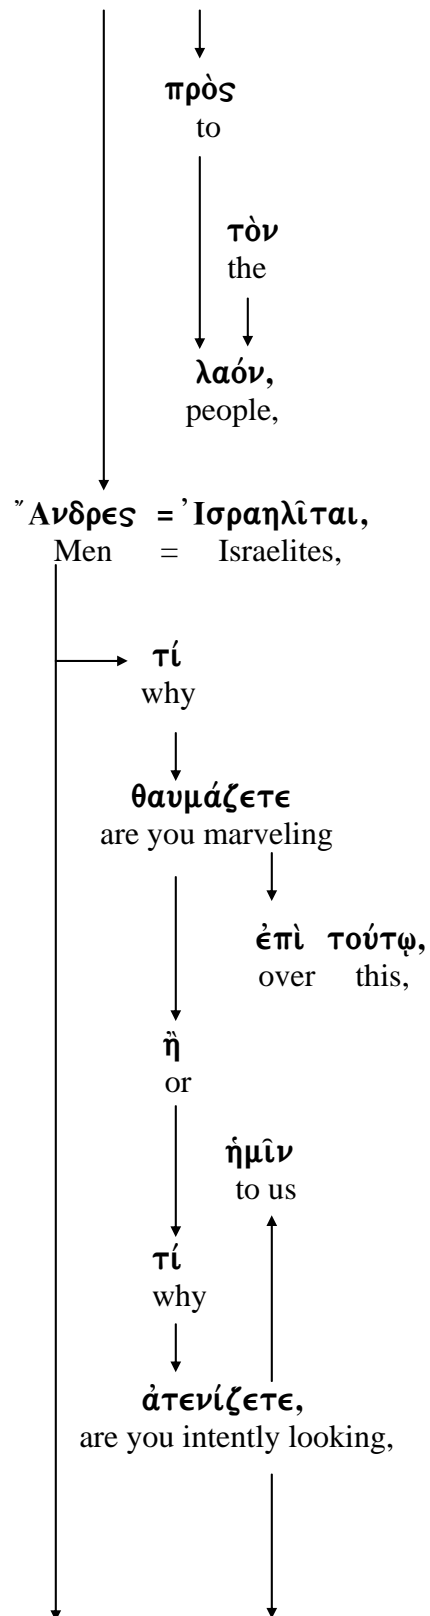 πρὸς
to
τὸν
the
λαόν,
people,
Ἄνδρες = Ἰσραηλῖται,
Men = Israelites,
τί
why
θαυμάζετε
are you marveling
ἐπὶ τούτῳ,
over this,
ἢ
or
ἡμῖν
to us
τί
why
ἀτενίζετε,
are you intently looking,